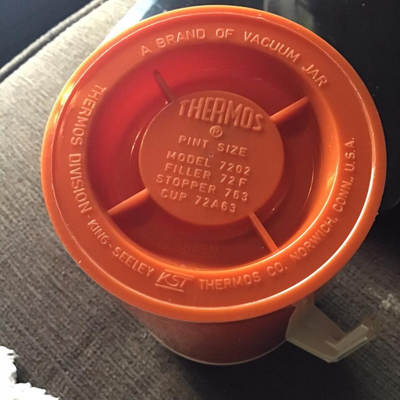 A BRAND OF VACUUM JAR
THERMOS
®
PINT SIZE
MODEL 7202
FILLER 72F
STOPPER 763
CUP 72A63
THERMOS DIVISION - KING-SEELEY KST THERMOS CO. NORWICH, CONN. U.S.A.